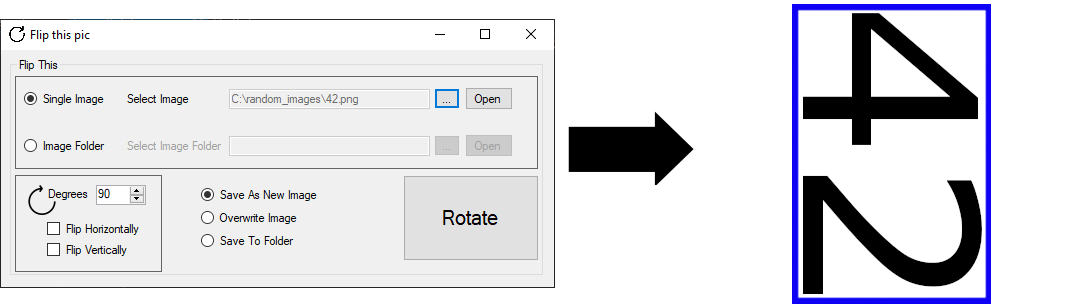 Flip this pic
Flip This
Single Image Select Image C:\random_images\42.png ... Open
Image Folder Select Image Folder ... Open
Degrees 90
Flip Horizontally
Flip Vertically
Save As New Image
Overwrite Image
Save To Folder
Rotate
42